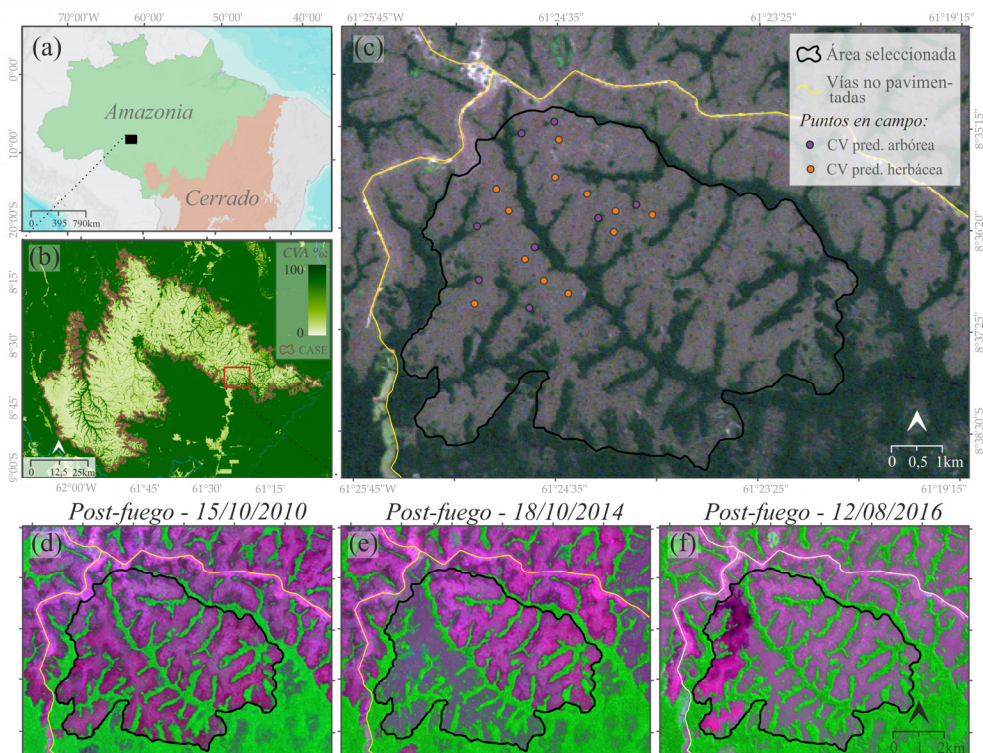 70°00'W 60°00'W 50°00'W 40°00'W
(a)
0°00'
10°00'S
20°00'S
Amazonia
Cerrado
0 395 790km
(b)
CVA %
100
0
CASE
8°15'
8°30'
8°45'
9°00'S
0 12,5 25km
62°00'W 61°45' 61°30' 61°15'
61°25'45"W 61°24'35" 61°23'25" 61°19'15"
(c)
Área seleccionada
Vías no pavimen-
tadas
Puntos en campo:
CV pred. arbórea
CV pred. herbácea
8°35'15"
8°36'20"
8°37'25"
8°38'30"S
0 0,5 1km
61°25'45"W 61°24'35" 61°23'25" 61°19'15"
Post-fuego - 15/10/2010
(d)
Post-fuego - 18/10/2014
(e)
Post-fuego - 12/08/2016
(f)
0 2km